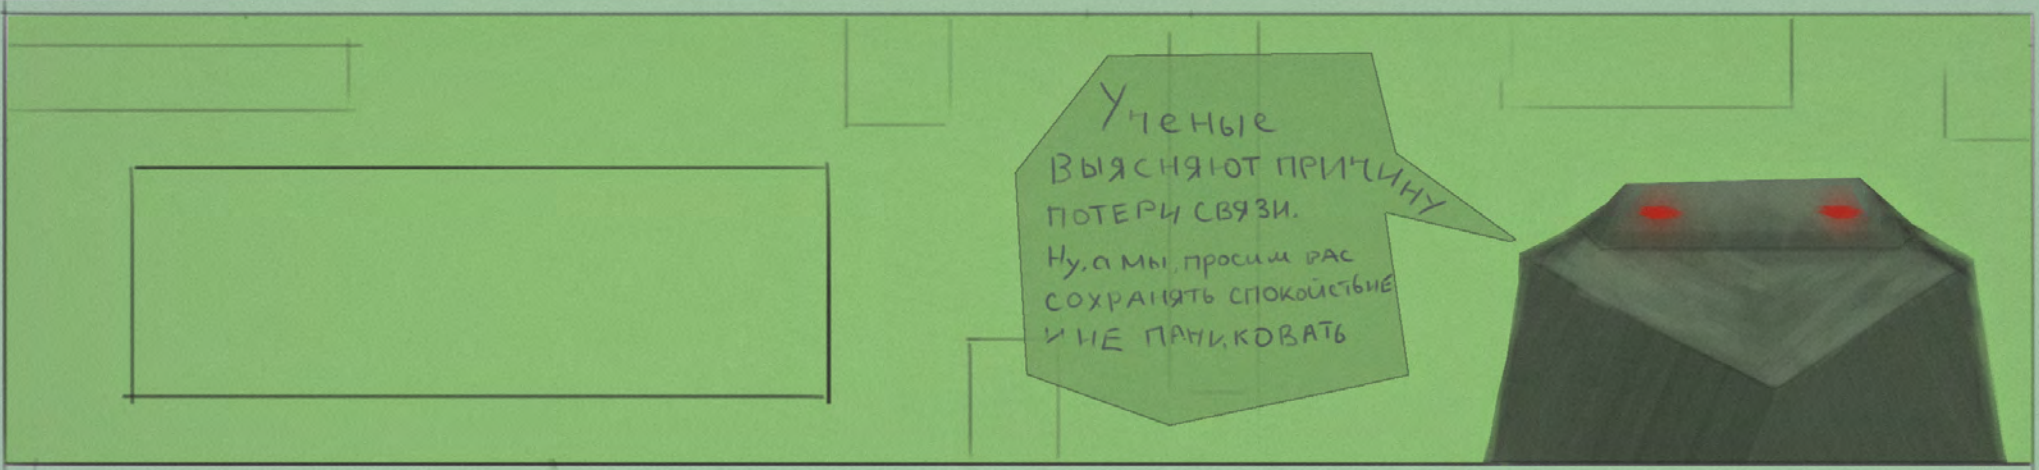 Ученые
ВЫЯСНЯЮТ ПРИЧИНУ
ПОТЕРИ СВЯЗИ.
Ну, а мы, просим ВАС
СОХРАНЯТЬ СПОКОЙСТВИЕ
И НЕ ПАНИКОВАТЬ